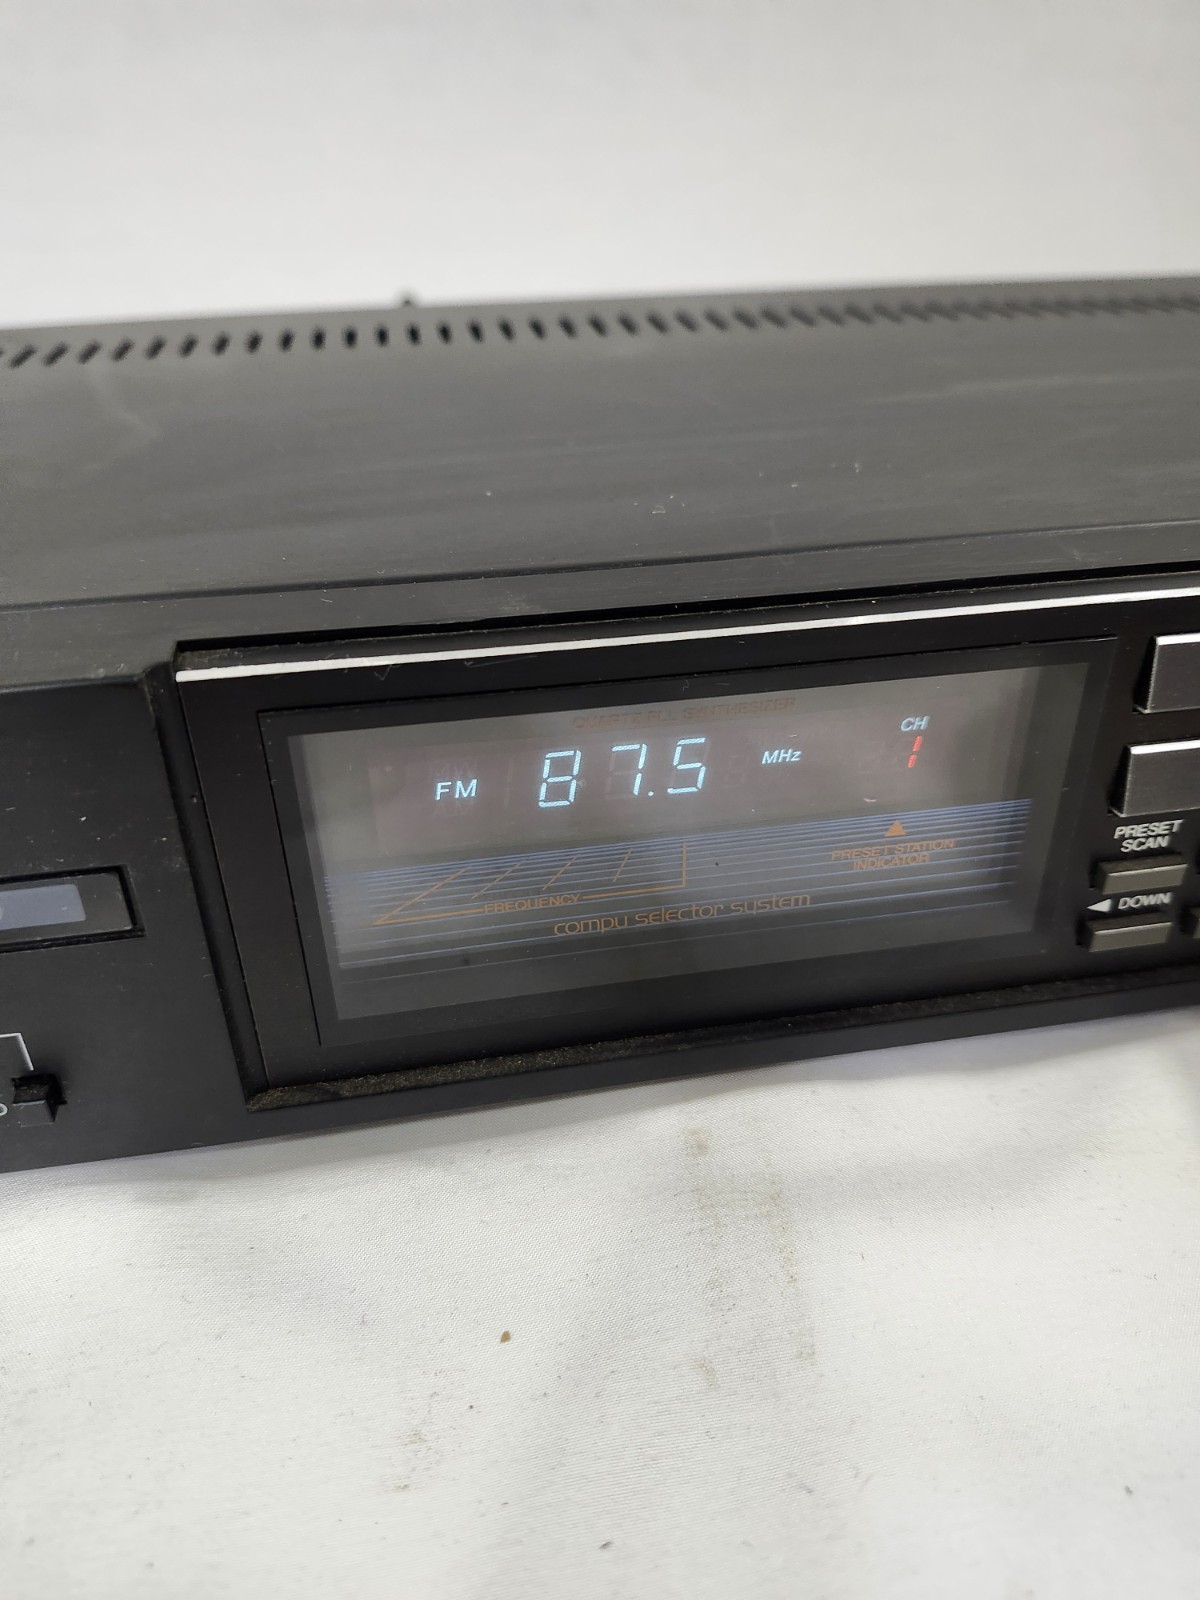 QUARTZ PLL SYNTHESIZER
CH
FM 87.5 MHz 1
PRESET STATION
INDICATOR
FREQUENCY
compu selector system
PRESET
SCAN
◄ DOWN